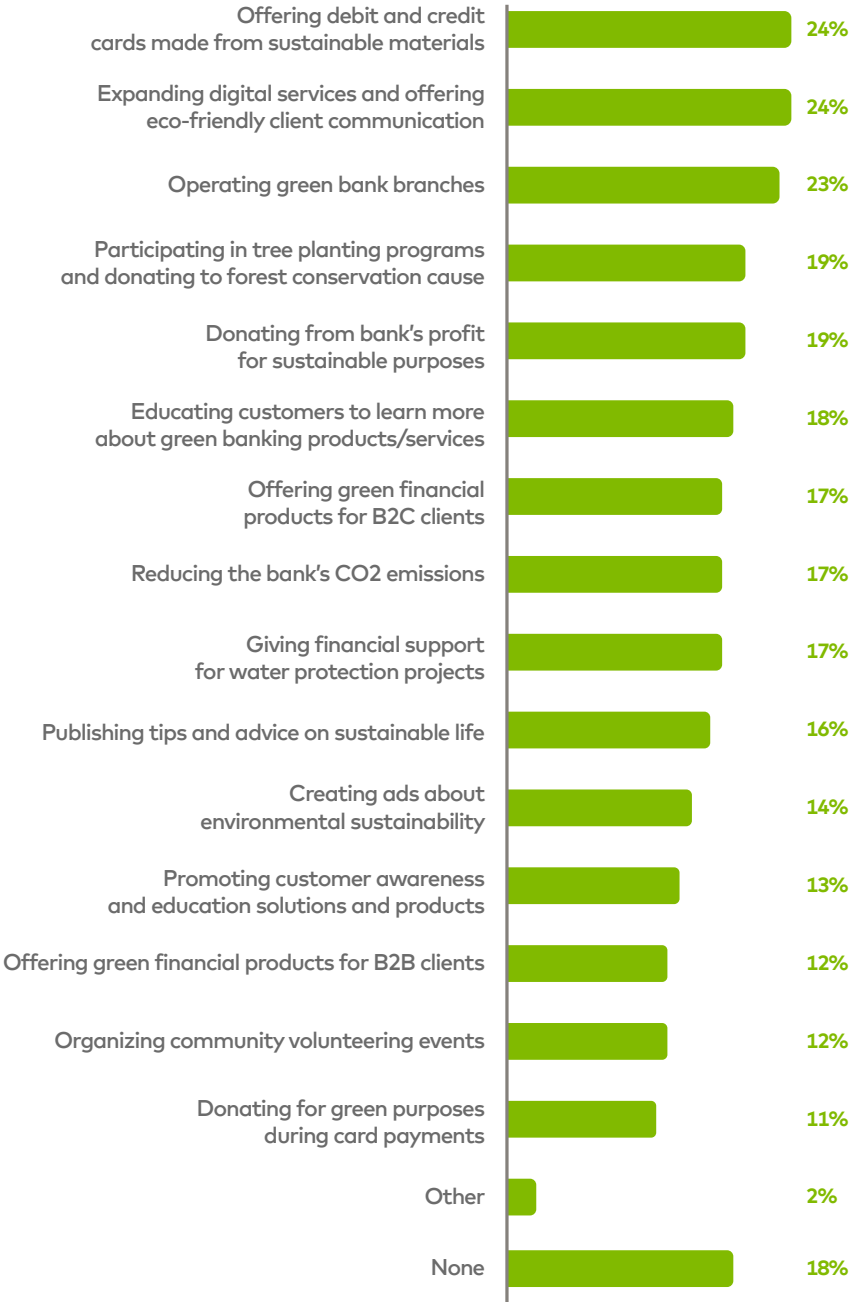 Offering debit and credit
cards made from sustainable materials
24%
Expanding digital services and offering
eco-friendly client communication
24%
Operating green bank branches
23%
Participating in tree planting programs
and donating to forest conservation cause
19%
Donating from bank's profit
for sustainable purposes
19%
Educating customers to learn more
about green banking products/services
18%
Offering green financial
products for B2C clients
17%
Reducing the bank's CO2 emissions
17%
Giving financial support
for water protection projects
17%
Publishing tips and advice on sustainable life
16%
Creating ads about
environmental sustainability
14%
Promoting customer awareness
and education solutions and products
13%
Offering green financial products for B2B clients
12%
Organizing community volunteering events
12%
Donating for green purposes
during card payments
11%
Other
2%
None
18%